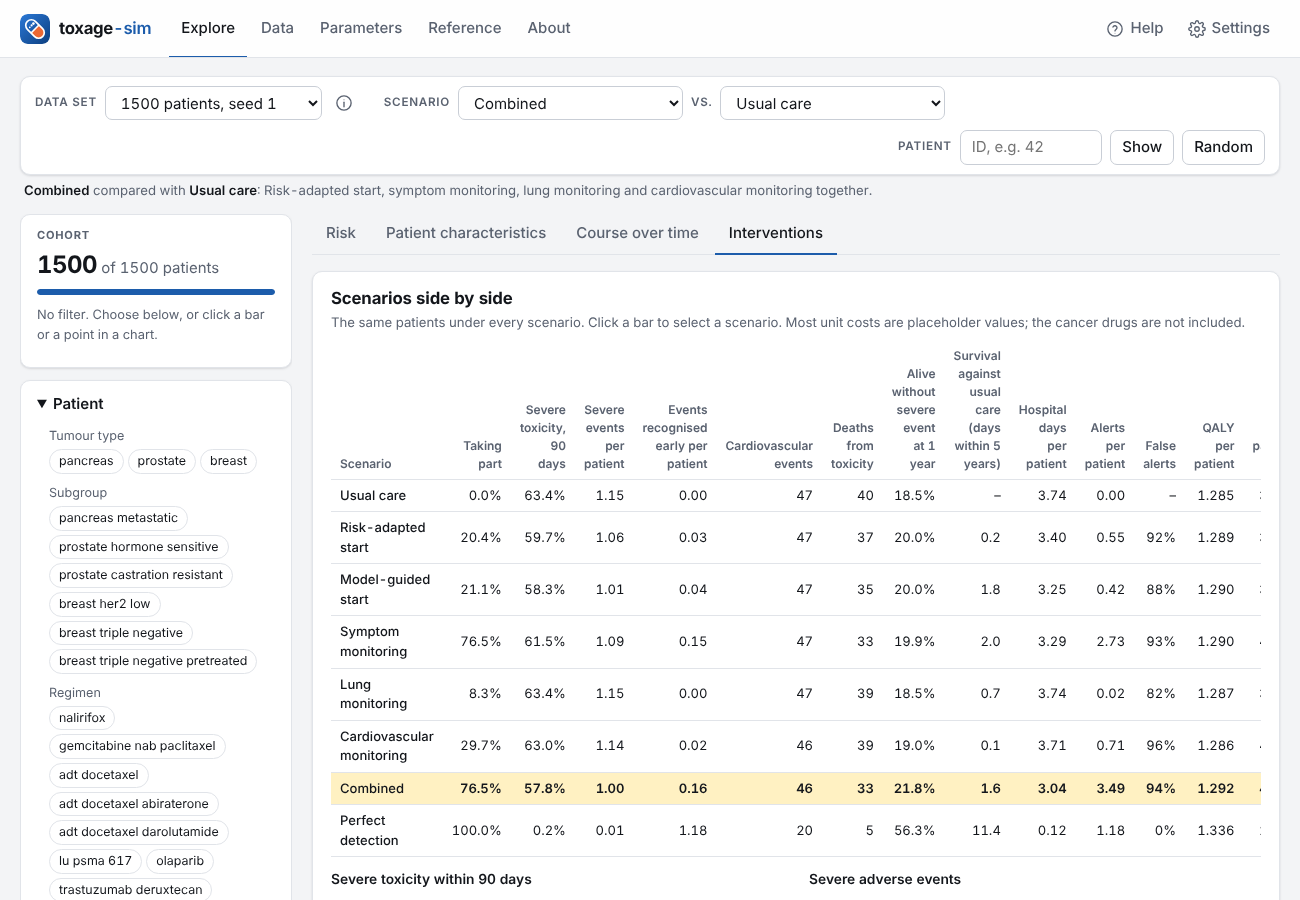 toxage-sim Explore Data Parameters Reference About Help Settings
DATA SET 1500 patients, seed 1 SCENARIO Combined VS. Usual care
PATIENT ID, e.g. 42 Show Random
Combined compared with Usual care: Risk-adapted start, symptom monitoring, lung monitoring and cardiovascular monitoring together.
COHORT
1500 of 1500 patients
No filter. Choose below, or click a bar
or a point in a chart.
Patient
Tumour type
pancreas prostate breast
Subgroup
pancreas metastatic
prostate hormone sensitive
prostate castration resistant
breast her2 low
breast triple negative
breast triple negative pretreated
Regimen
nalirifox
gemcitabine nab paclitaxel
adt docetaxel
adt docetaxel abiraterone
adt docetaxel darolutamide
lu psma 617 olaparib
trastuzumab deruxtecan
Risk Patient characteristics Course over time Interventions
Scenarios side by side
The same patients under every scenario. Click a bar to select a scenario. Most unit costs are placeholder values; the cancer drugs are not included.
Scenario
Taking
part
Severe
toxicity,
90
days
Severe
events
per
patient
Events
recognised
early per
patient
Cardiovascular
events
Deaths
from
toxicity
Alive
without
severe
event
at 1
year
Survival
against
usual
care
(days
within 5
years)
Hospital
days
per
patient
Alerts
per
patient
False
alerts
QALY
per
patient
Usual care 0.0% 63.4% 1.15 0.00 47 40 18.5% – 3.74 0.00 – 1.285
Risk-adapted
start 20.4% 59.7% 1.06 0.03 47 37 20.0% 0.2 3.40 0.55 92% 1.289
Model-guided
start 21.1% 58.3% 1.01 0.04 47 35 20.0% 1.8 3.25 0.42 88% 1.290
Symptom
monitoring 76.5% 61.5% 1.09 0.15 47 33 19.9% 2.0 3.29 2.73 93% 1.290
Lung
monitoring 8.3% 63.4% 1.15 0.00 47 39 18.5% 0.7 3.74 0.02 82% 1.287
Cardiovascular
monitoring 29.7% 63.0% 1.14 0.02 46 39 19.0% 0.1 3.71 0.71 96% 1.286
Combined 76.5% 57.8% 1.00 0.16 46 33 21.8% 1.6 3.04 3.49 94% 1.292
Perfect
detection 100.0% 0.2% 0.01 1.18 20 5 56.3% 11.4 0.12 1.18 0% 1.336
Severe toxicity within 90 days Severe adverse events